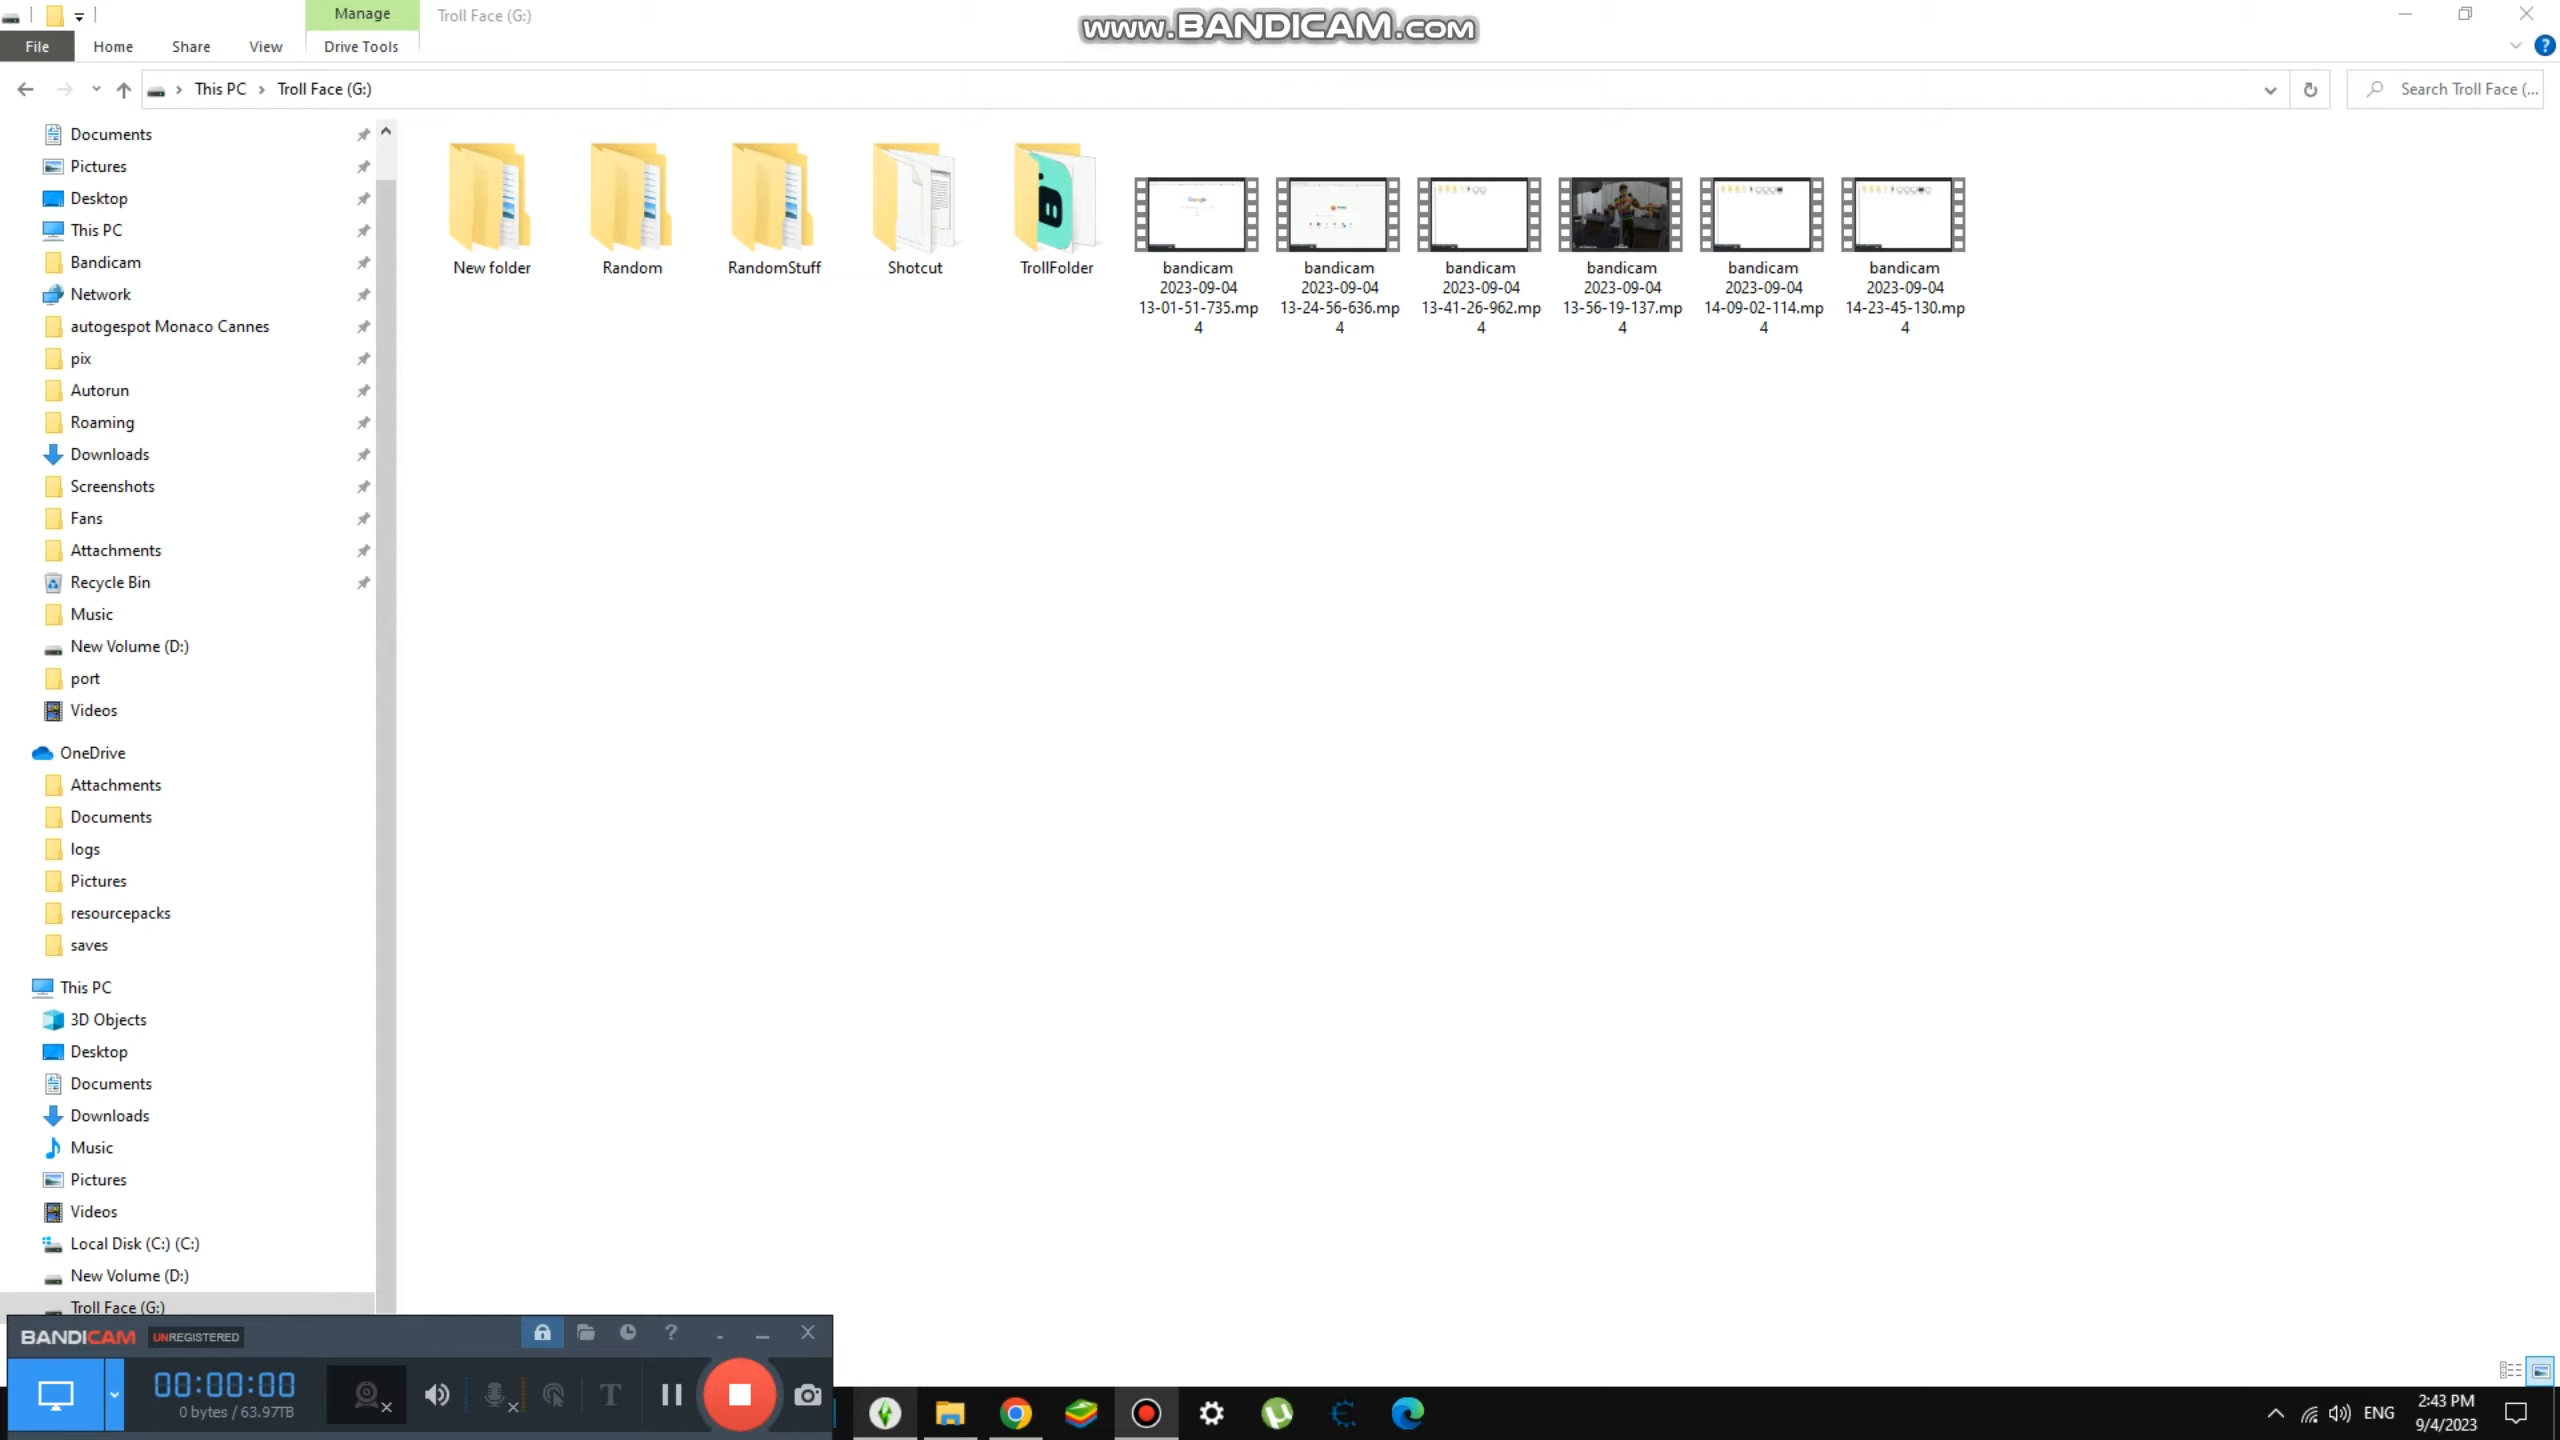 Manage
Troll Face (G:)
www.BANDICAM.com
File
Home
Share
View
Drive Tools
This PC
Troll Face (G:)
Search Troll Face (...
Documents
Pictures
Desktop
This PC
Bandicam
Network
autogespot Monaco Cannes
pix
Autorun
Roaming
Downloads
Screenshots
Fans
Attachments
Recycle Bin
Music
New Volume (D:)
port
Videos
OneDrive
Attachments
Documents
logs
Pictures
resourcepacks
saves
This PC
3D Objects
Desktop
Documents
Downloads
Music
Pictures
Videos
Local Disk (C:) (C:)
New Volume (D:)
Troll Face (G:)
New folder
Random
RandomStuff
Shotcut
TrollFolder
bandicam
2023-09-04
13-01-51-735.mp
4
bandicam
2023-09-04
13-24-56-636.mp
4
bandicam
2023-09-04
13-41-26-962.mp
4
bandicam
2023-09-04
13-56-19-137.mp
4
bandicam
2023-09-04
14-09-02-114.mp
4
bandicam
2023-09-04
14-23-45-130.mp
4
BANDICAM
UNREGISTERED
00:00:00
0 bytes / 63.97TB
ENG
2:43 PM
9/4/2023